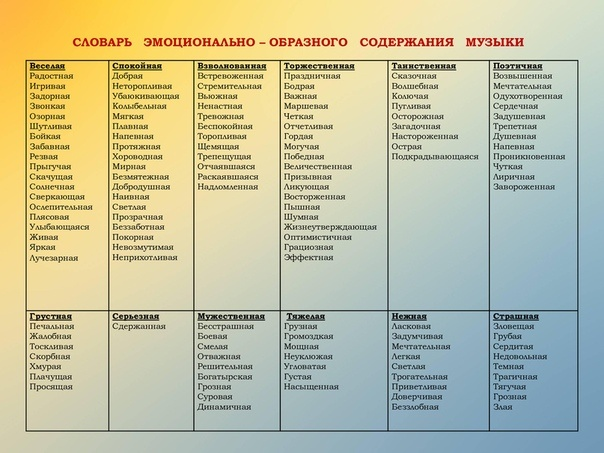 СЛОВАРЬ ЭМОЦИОНАЛЬНО – ОБРАЗНОГО СОДЕРЖАНИЯ МУЗЫКИ
Веселая
Радостная
Игривая
Задорная
Звонкая
Озорная
Шутливая
Бойкая
Забавная
Резвая
Прыгучая
Скачущая
Солнечная
Сверкающая
Ослепительная
Плясовая
Улыбающаяся
Живая
Яркая
Лучезарная
Спокойная
Добрая
Неторопливая
Убаюкивающая
Колыбельная
Мягкая
Плавная
Напевная
Протяжная
Хороводная
Мирная
Безмятежная
Добродушная
Наивная
Светлая
Прозрачная
Беззаботная
Покорная
Невозмутимая
Неприхотливая
Взволнованная
Встревоженная
Стремительная
Вьюжная
Ненастная
Тревожная
Беспокойная
Торопливая
Щемящая
Трепещущая
Отчаявшаяся
Раскаявшаяся
Надломленная
Торжественная
Праздничная
Бодрая
Важная
Маршевая
Четкая
Отчетливая
Гордая
Могучая
Победная
Величественная
Призывная
Ликующая
Восторженная
Пышная
Шумная
Жизнеутверждающая
Оптимистичная
Грациозная
Эффектная
Таинственная
Сказочная
Волшебная
Колючая
Пугливая
Осторожная
Загадочная
Настороженная
Острая
Подкрадывающаяся
Поэтичная
Возвышенная
Мечтательная
Одухотворенная
Сердечная
Задушевная
Трепетная
Душевная
Напевная
Проникновенная
Чуткая
Лиричная
Завороженная
Грустная
Печальная
Жалобная
Тоскливая
Скорбная
Хмурая
Плачущая
Просящая
Серьезная
Сдержанная
Мужественная
Бесстрашная
Боевая
Смелая
Отважная
Решительная
Богатырская
Грозная
Суровая
Динамичная
Тяжелая
Грузная
Громоздкая
Мощная
Неуклюжая
Угловатая
Густая
Насыщенная
Нежная
Ласковая
Задумчивая
Мечтательная
Легкая
Светлая
Трогательная
Приветливая
Доверчивая
Беззлобная
Страшная
Зловещая
Грубая
Сердитая
Недовольная
Темная
Трагичная
Тягучая
Грозная
Злая